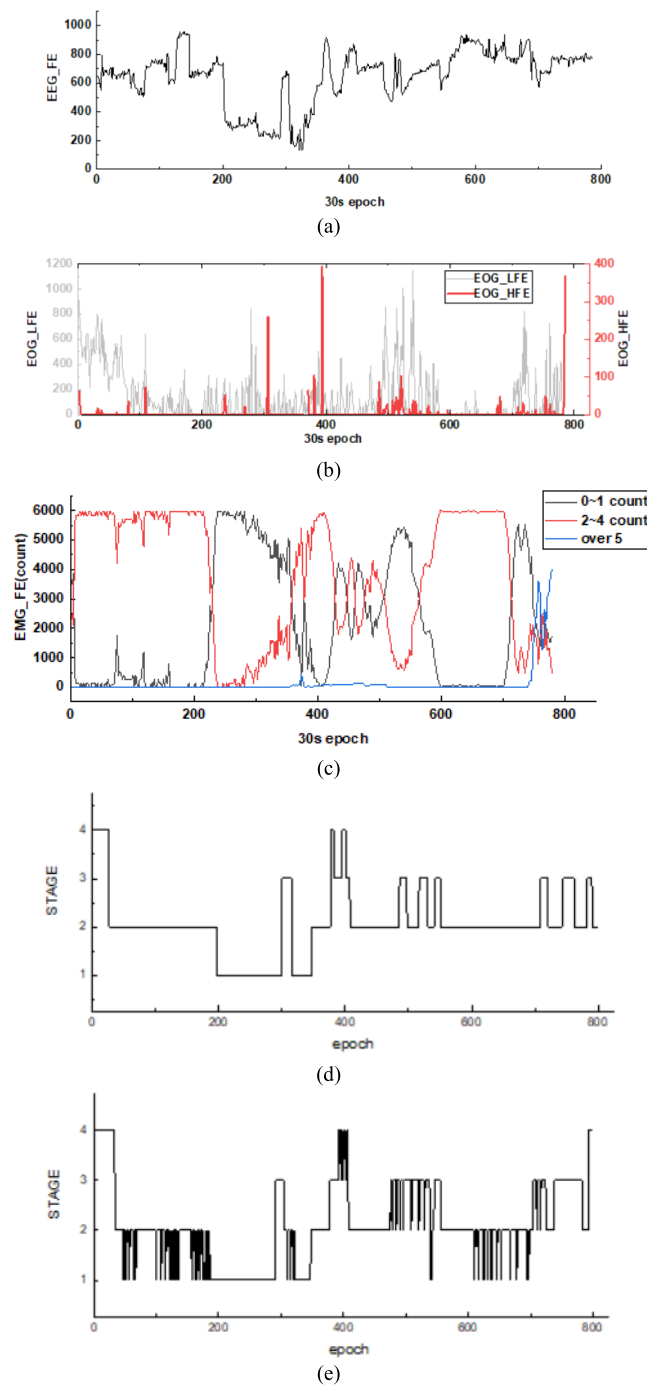 1000
800
600
400
200
0
EEG_FE
0 200 400 600 800
30s epoch
(a)
1200 400
1000
800 300
600 200
400
200 100
0 0
EOG_LFE
EOG_HFE
EOG_LFE
EOG_HFE
0 200 400 600 800
30s epoch
(b)
0~1 count
2~4 count
over 5
6000
5000
4000
3000
2000
1000
0
EMG_FE(count)
0 200 400 600 800
30s epoch
(c)
4
3
2
1
STAGE
0 200 400 600 800
epoch
(d)
4
3
2
1
STAGE
0 200 400 600 800
epoch
(e)